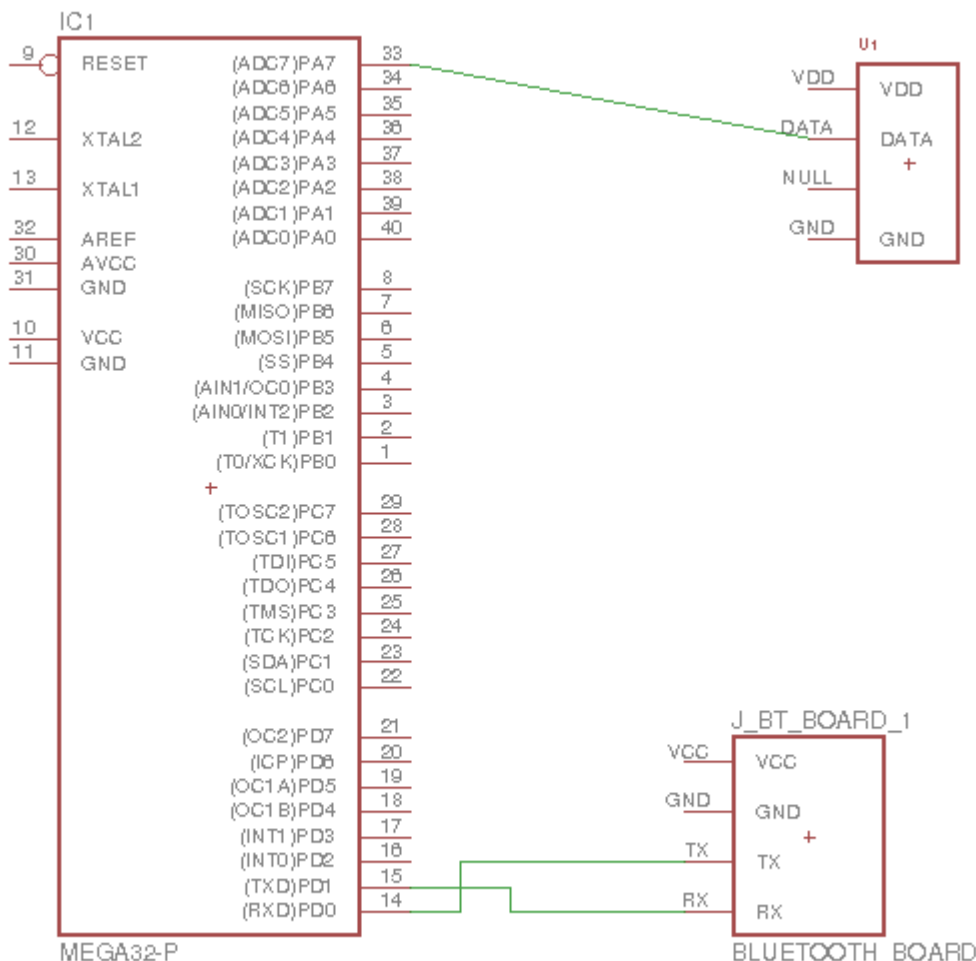 IC1
9 RESET
12 XTAL2
13 XTAL1
32 AREF
30 AVCC
31 GND
10 VCC
11 GND
(ADC7)PA7 33
(ADC6)PA6 34
(ADC5)PA5 35
(ADC4)PA4 36
(ADC3)PA3 37
(ADC2)PA2 38
(ADC1)PA1 39
(ADC0)PA0 40
(SCK)PB7 8
(MISO)PB6 7
(MOSI)PB5 6
(SS)PB4 5
(AIN1/OC0)PB3 4
(AIN0/INT2)PB2 3
(T1)PB1 2
(T0/XCK)PB0 1
(TOSC2)PC7 29
(TOSC1)PC6 28
(TDI)PC5 27
(TDO)PC4 26
(TMS)PC3 25
(TCK)PC2 24
(SDA)PC1 23
(SCL)PC0 22
(OC2)PD7 21
(ICP)PD6 20
(OC1A)PD5 19
(OC1B)PD4 18
(INT1)PD3 17
(INT0)PD2 16
(TXD)PD1 15
(RXD)PD0 14
MEGA32-P
U1
VDD VDD
DATA DATA
NULL
GND GND
J_BT_BOARD_1
VCC VCC
GND GND
TX TX
RX RX
BLUETOOTH_BOARD